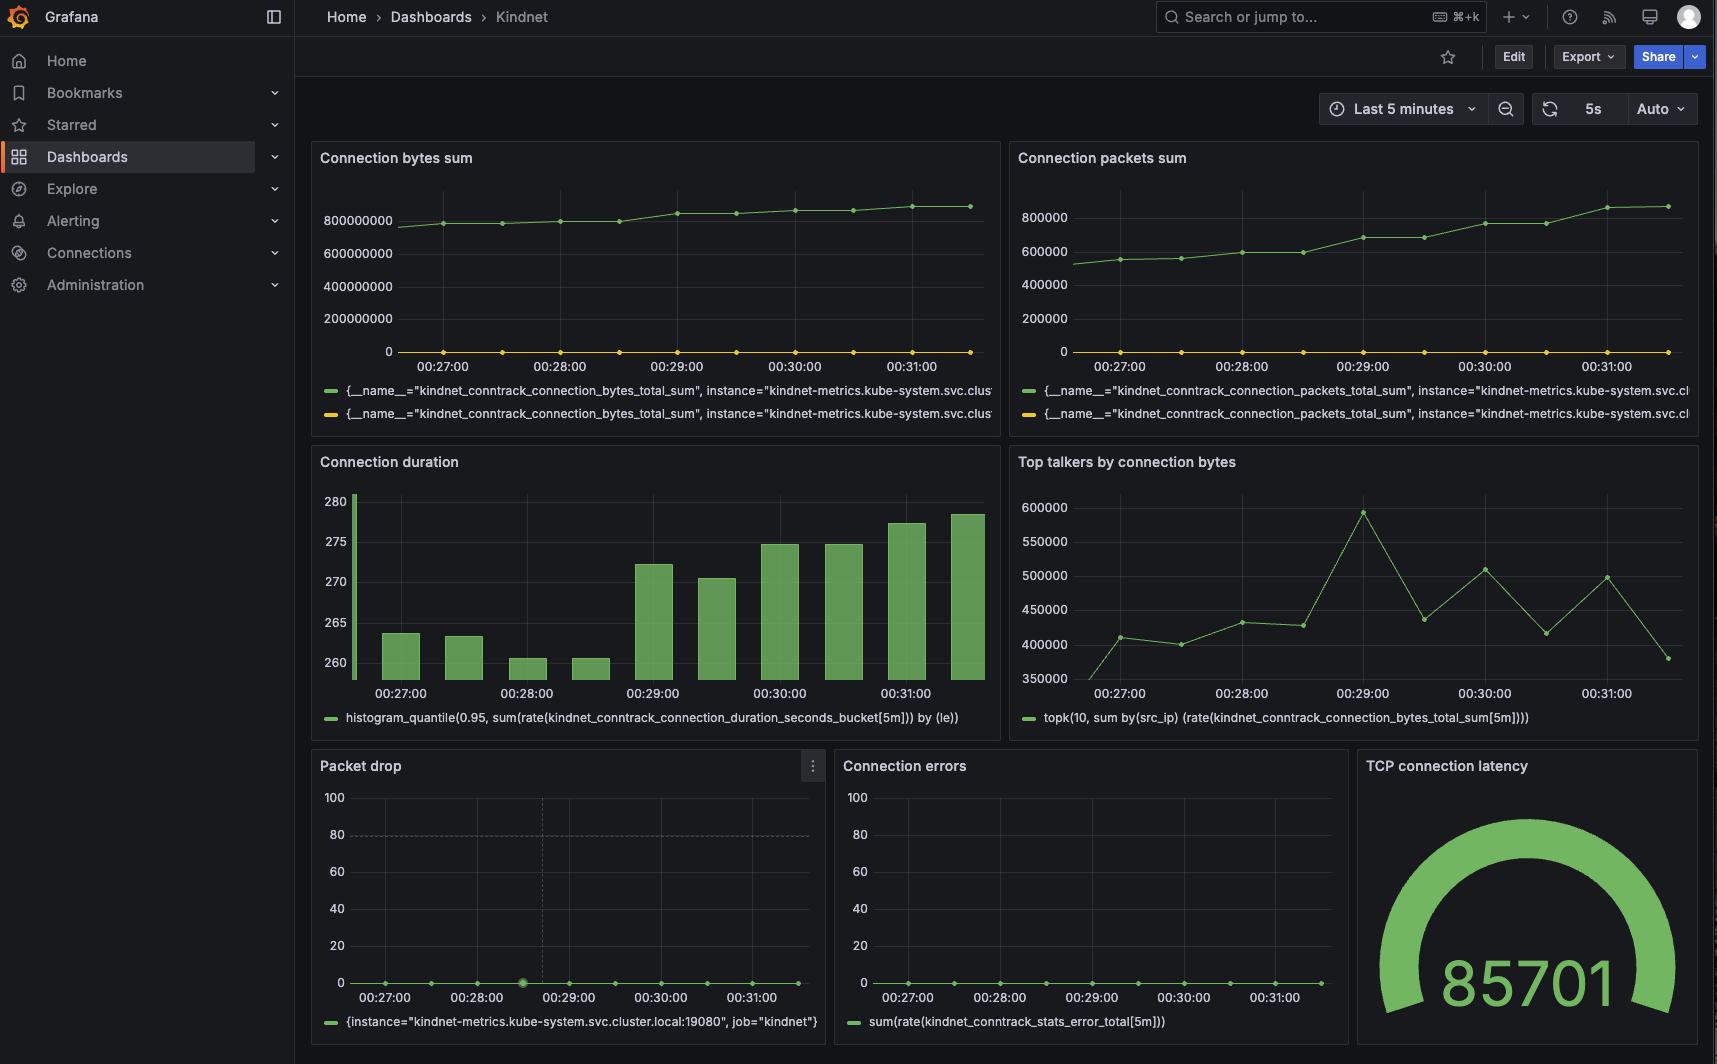 Grafana
Home › Dashboards › Kindnet
Search or jump to... ⌘+k
Home
Bookmarks
Starred
Dashboards
Explore
Alerting
Connections
Administration
Edit
Export
Share
Last 5 minutes
5s
Auto
Connection bytes sum
800000000
600000000
400000000
200000000
0
00:27:00 00:28:00 00:29:00 00:30:00 00:31:00
{__name__="kindnet_conntrack_connection_bytes_total_sum", instance="kindnet-metrics.kube-system.svc.clus
{__name__="kindnet_conntrack_connection_bytes_total_sum", instance="kindnet-metrics.kube-system.svc.clus
Connection packets sum
800000
600000
400000
200000
0
00:27:00 00:28:00 00:29:00 00:30:00 00:31:00
{__name__="kindnet_conntrack_connection_packets_total_sum", instance="kindnet-metrics.kube-system.svc.cl
{__name__="kindnet_conntrack_connection_packets_total_sum", instance="kindnet-metrics.kube-system.svc.cl
Connection duration
280
275
270
265
260
00:27:00 00:28:00 00:29:00 00:30:00 00:31:00
histogram_quantile(0.95, sum(rate(kindnet_conntrack_connection_duration_seconds_bucket[5m])) by (le))
Top talkers by connection bytes
600000
550000
500000
450000
400000
350000
00:27:00 00:28:00 00:29:00 00:30:00 00:31:00
topk(10, sum by(src_ip) (rate(kindnet_conntrack_connection_bytes_total_sum[5m])))
Packet drop
100
80
60
40
20
0
00:27:00 00:28:00 00:29:00 00:30:00 00:31:00
{instance="kindnet-metrics.kube-system.svc.cluster.local:19080", job="kindnet"}
Connection errors
100
80
60
40
20
0
00:27:00 00:28:00 00:29:00 00:30:00 00:31:00
sum(rate(kindnet_conntrack_stats_error_total[5m]))
TCP connection latency
85701